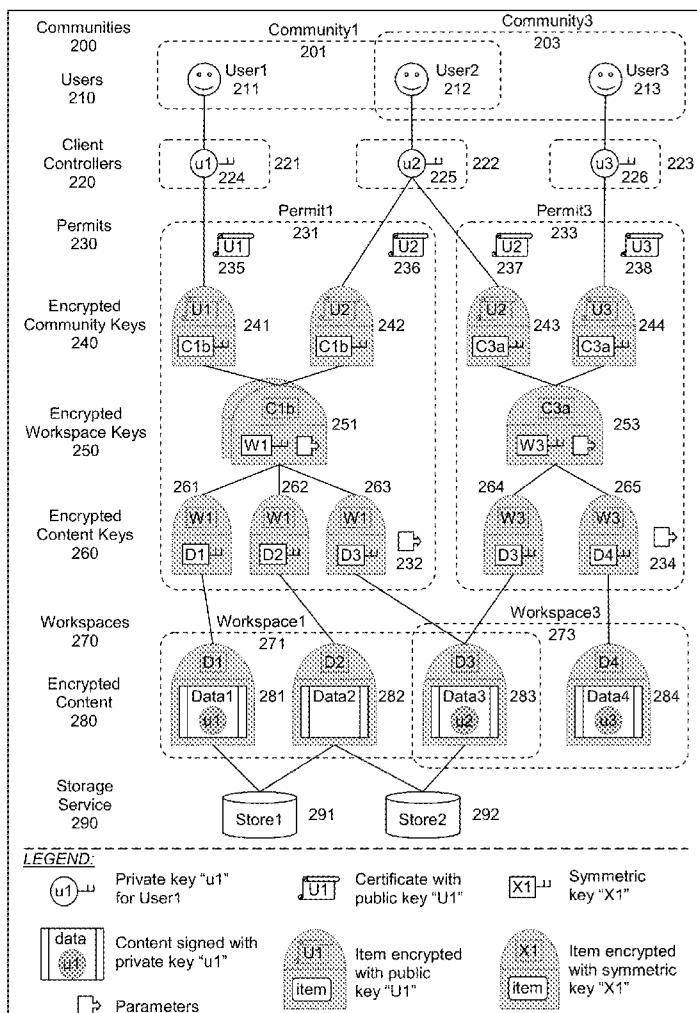 Communities 200
Community1 201
Community3 203
Users 210
User1 211
User2 212
User3 213
Client Controllers 220
u1 224
221
u2 225
222
u3 226
223
Permits 230
Permit1 231
Permit3 233
U1 235
U2 236
U2 237
U3 238
Encrypted Community Keys 240
U1
C1b
241
U2
C1b
242
U2
C3a
243
U3
C3a
244
Encrypted Workspace Keys 250
C1b
W1
251
C3a
W3
253
Encrypted Content Keys 260
261
262
263
264
265
W1
W1
W1
W3
W3
D1
D2
D3
232
D3
D4
234
Workspaces 270
Workspace1 271
Workspace3 273
Encrypted Content 280
D1
Data1
u1
281
D2
Data2
282
D3
Data3
u2
283
D4
Data4
u3
284
Storage Service 290
Store1
291
Store2
292
LEGEND:
u1
Private key "u1" for User1
U1
Certificate with public key "U1"
X1
Symmetric key "X1"
data
u1
Content signed with private key "u1"
U1
item
Item encrypted with public key "U1"
X1
item
Item encrypted with symmetric key "X1"
Parameters